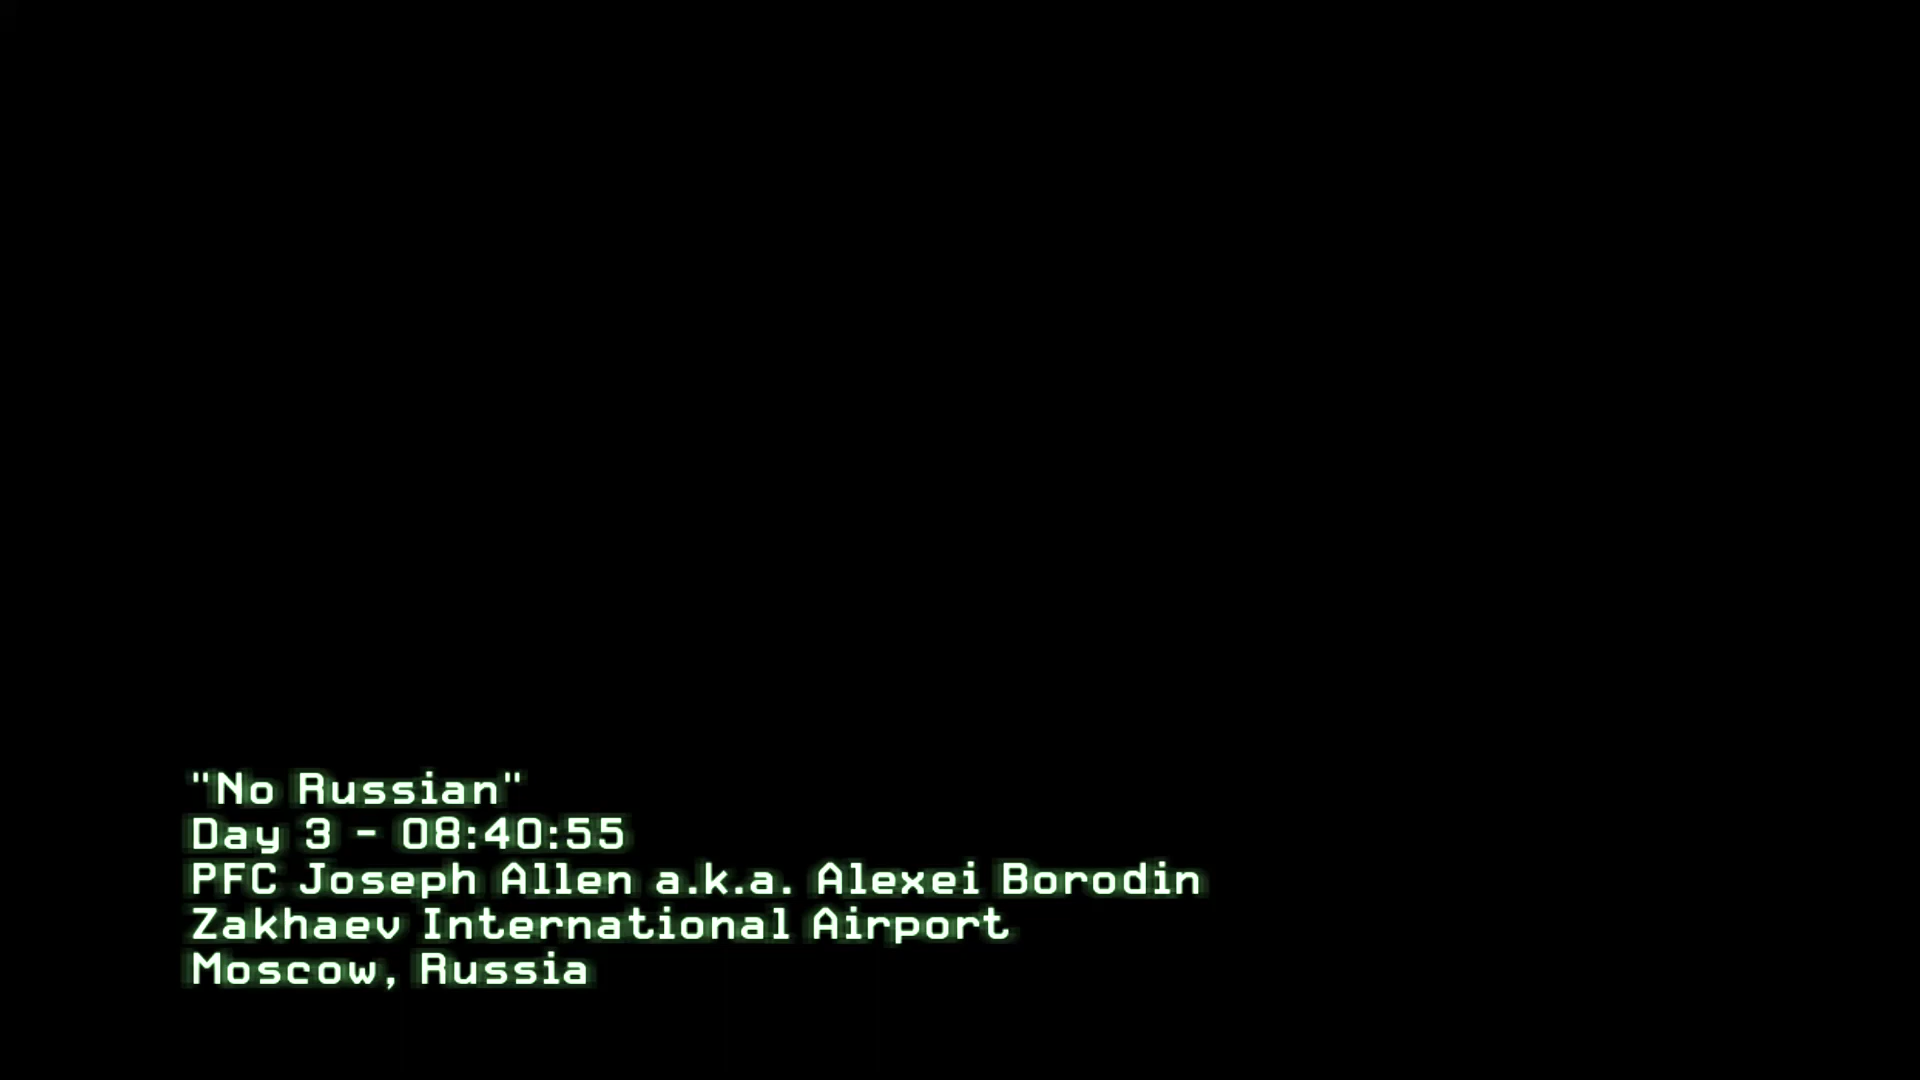 "No Russian"
Day 3 - 08:40:55
PFC Joseph Allen a.k.a. Alexei Borodin
Zakhaev International Airport
Moscow, Russia